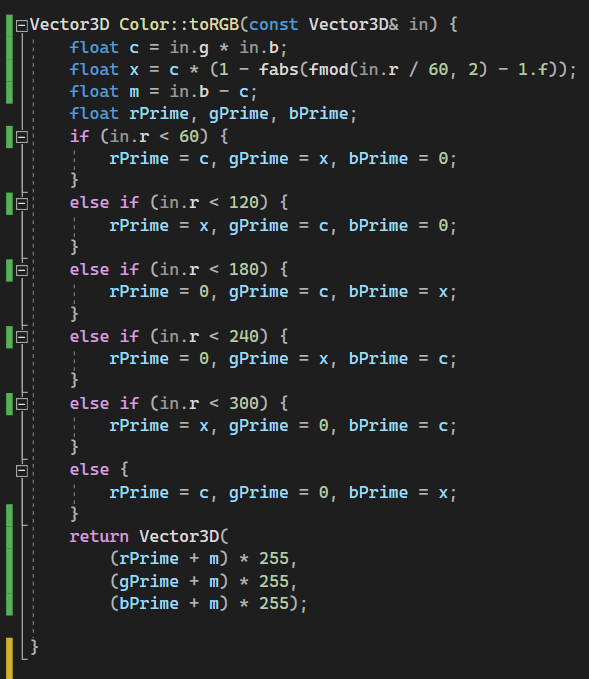 Vector3D Color::toRGB(const Vector3D& in) {
    float c = in.g * in.b;
    float x = c * (1 - fabs(fmod(in.r / 60, 2) - 1.f));
    float m = in.b - c;
    float rPrime, gPrime, bPrime;
    if (in.r < 60) {
        rPrime = c, gPrime = x, bPrime = 0;
    }
    else if (in.r < 120) {
        rPrime = x, gPrime = c, bPrime = 0;
    }
    else if (in.r < 180) {
        rPrime = 0, gPrime = c, bPrime = x;
    }
    else if (in.r < 240) {
        rPrime = 0, gPrime = x, bPrime = c;
    }
    else if (in.r < 300) {
        rPrime = x, gPrime = 0, bPrime = c;
    }
    else {
        rPrime = c, gPrime = 0, bPrime = x;
    }
    return Vector3D(
        (rPrime + m) * 255,
        (gPrime + m) * 255,
        (bPrime + m) * 255);
}